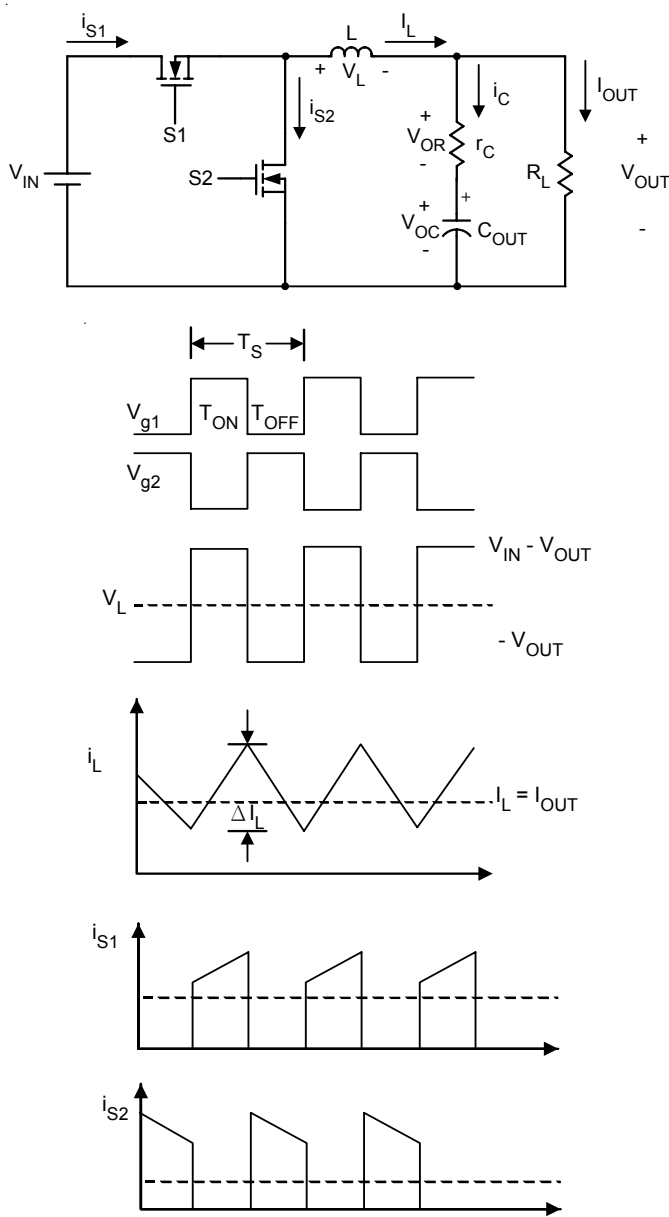 i_S1
L
I_L
+ V_L -
i_C
I_OUT
i_S2
S1
+
V_OR
-
r_C
+
V_IN
S2
R_L
V_OUT
+
+
V_OC
-
C_OUT
-
T_S
V_g1
T_ON
T_OFF
V_g2
V_IN - V_OUT
V_L
- V_OUT
i_L
I_L = I_OUT
Δ I_L
i_S1
i_S2